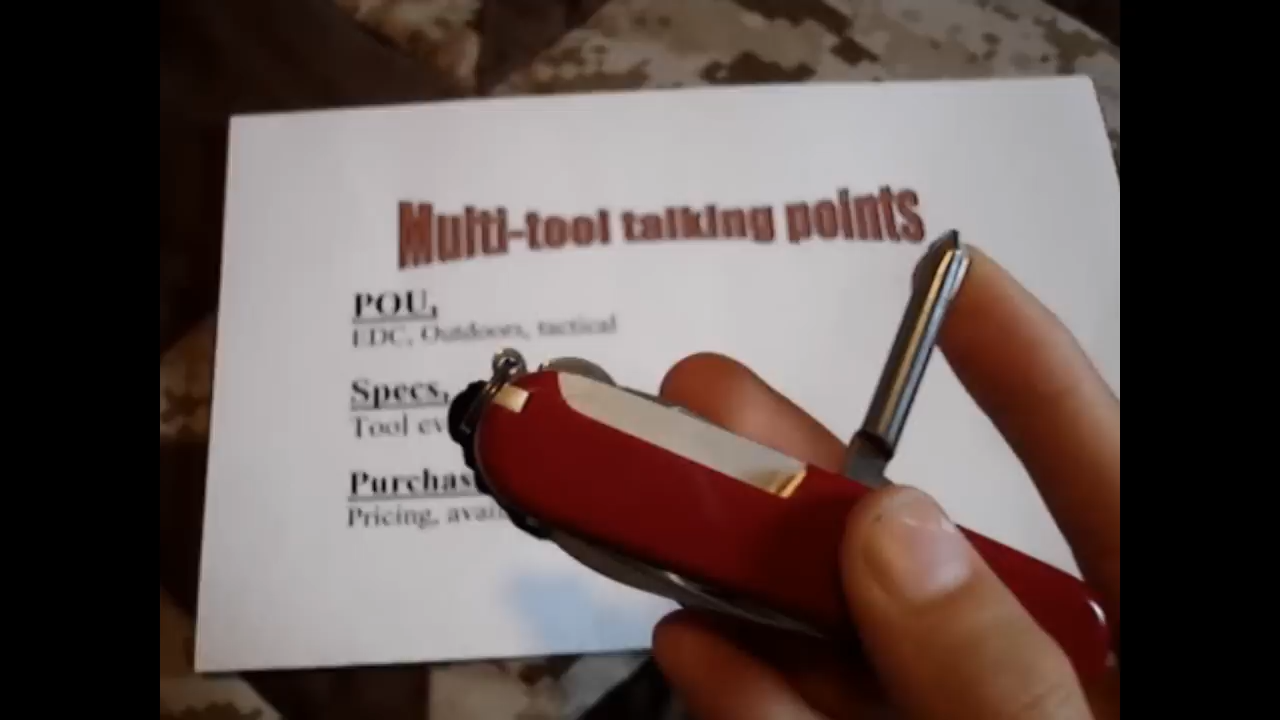 Multi-tool talking points
POU,
EDC, Outdoors, tactical
Specs,
Tool
Pricing,